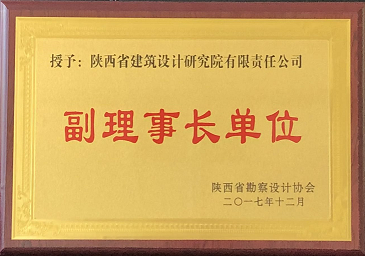 授予：陕西省建筑设计研究院有限责任公司
副理事长单位
陕西省勘察设计协会
二〇一七年十二月